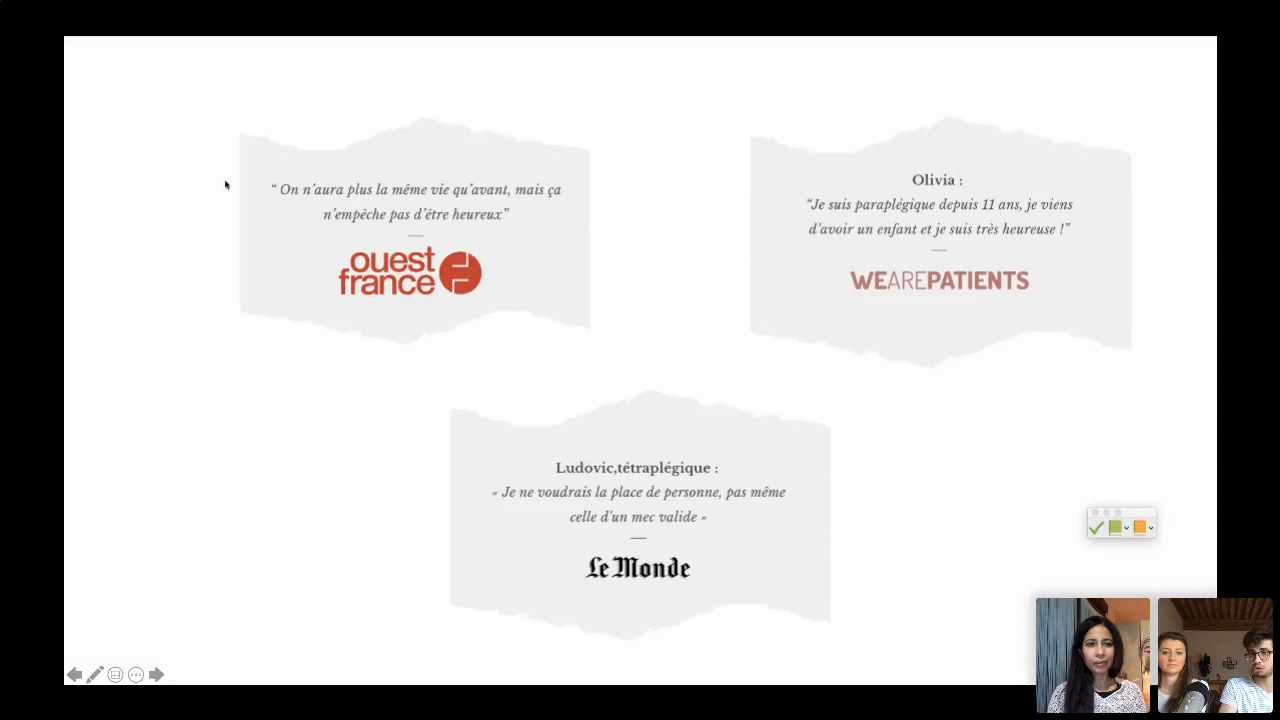 “ On n’aura plus la même vie qu’avant, mais ça
n’empêche pas d’être heureux”
ouest
france
Olivia :
“Je suis paraplégique depuis 11 ans, je viens
d’avoir un enfant et je suis très heureuse !”
WEAREPATIENTS
Ludovic,tétraplégique :
« Je ne voudrais la place de personne, pas même
celle d'un mec valide »
Le Monde